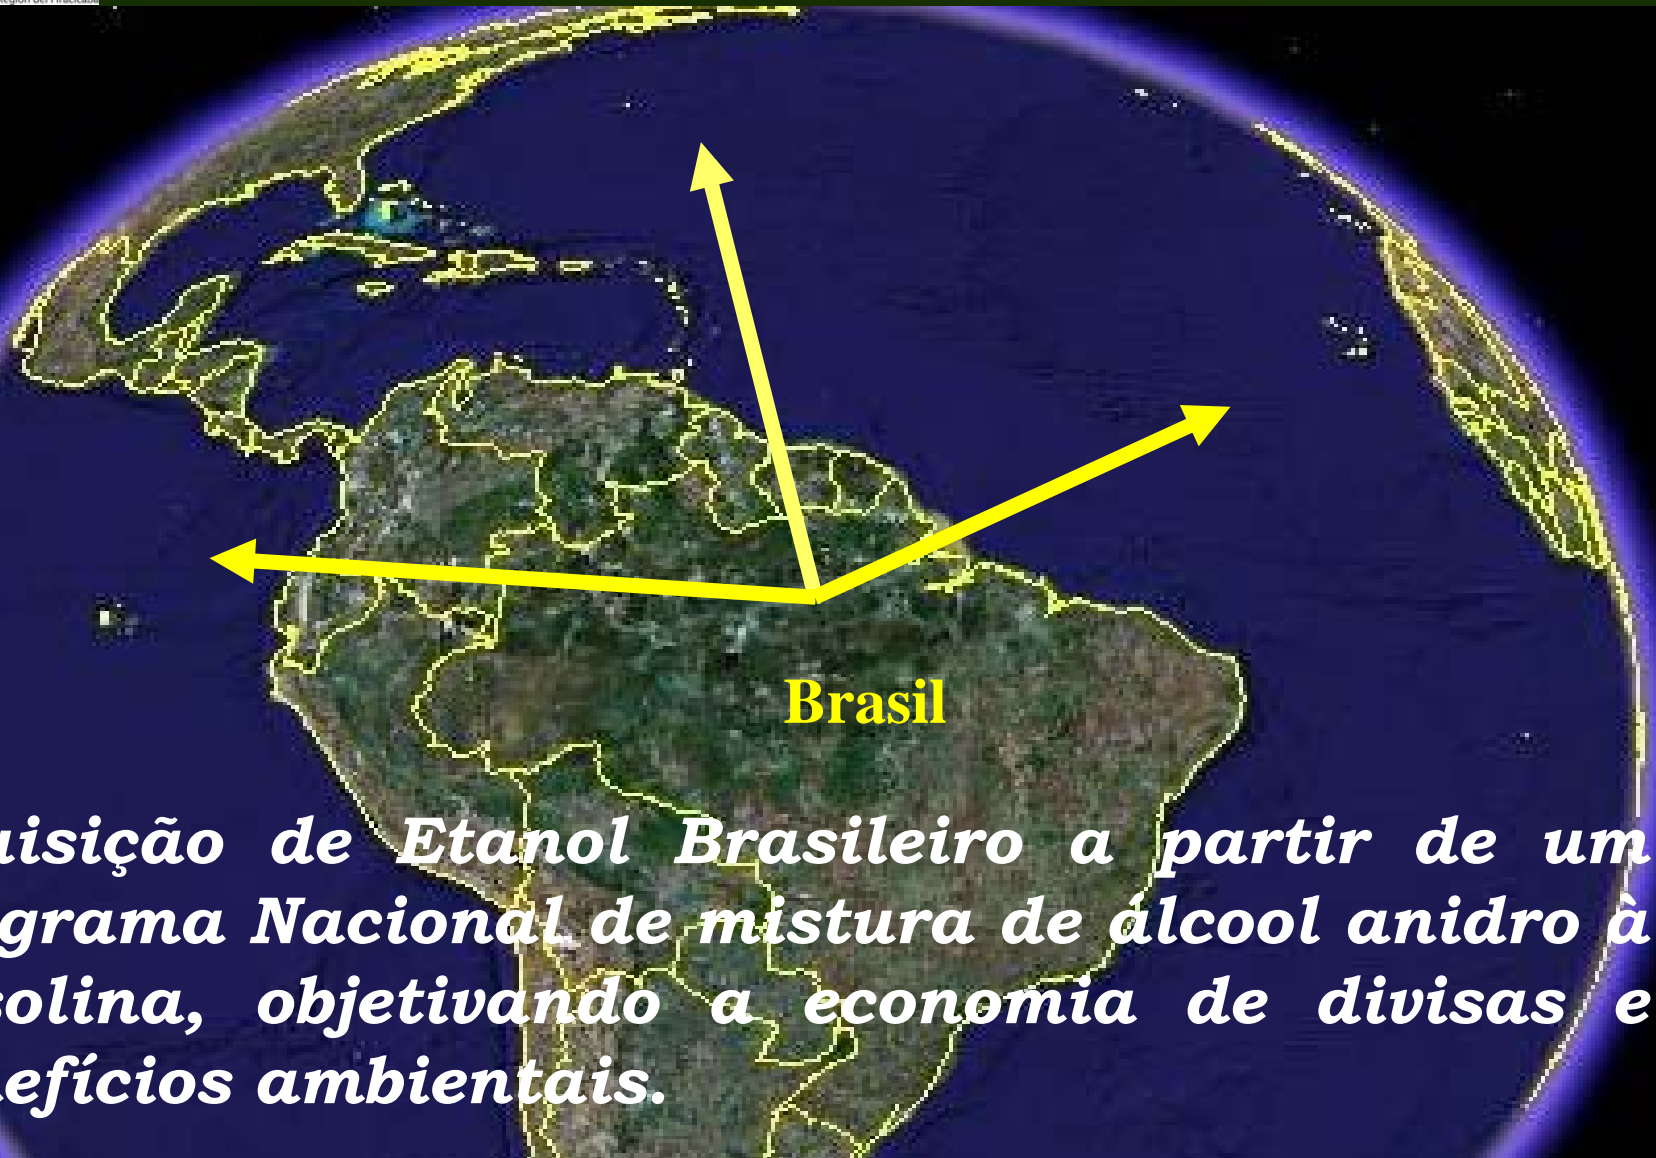 Brasil
uisição de Etanol Brasileiro a partir de um
grama Nacional de mistura de álcool anidro à
solina, objetivando a economia de divisas e
nefícios ambientais.